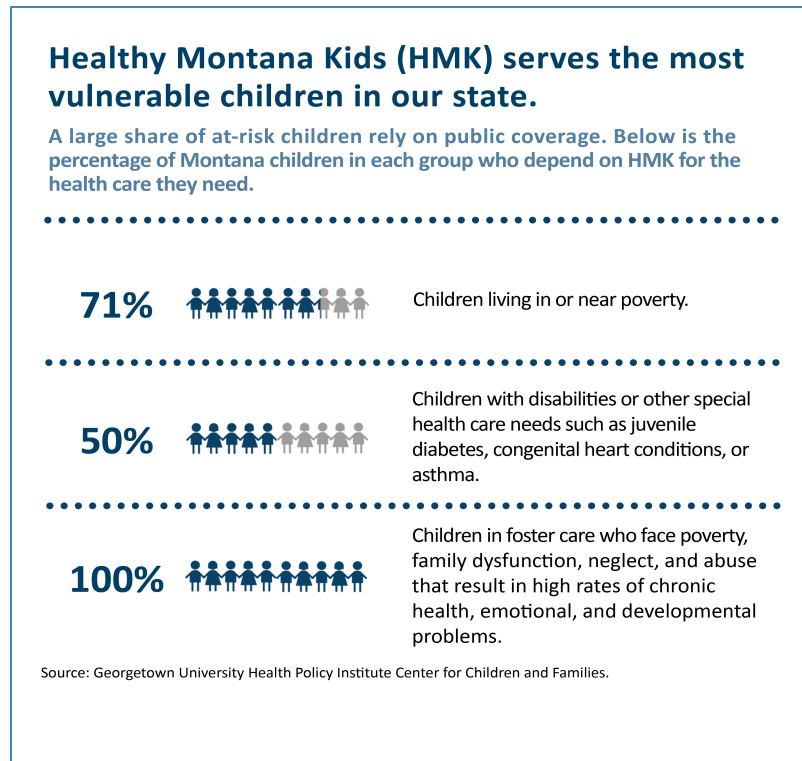 Healthy Montana Kids (HMK) serves the most
vulnerable children in our state.
A large share of at-risk children rely on public coverage. Below is the
percentage of Montana children in each group who depend on HMK for the
health care they need.
71%
Children living in or near poverty.
50%
Children with disabilities or other special
health care needs such as juvenile
diabetes, congenital heart conditions, or
asthma.
100%
Children in foster care who face poverty,
family dysfunction, neglect, and abuse
that result in high rates of chronic
health, emotional, and developmental
problems.
Source: Georgetown University Health Policy Institute Center for Children and Families.